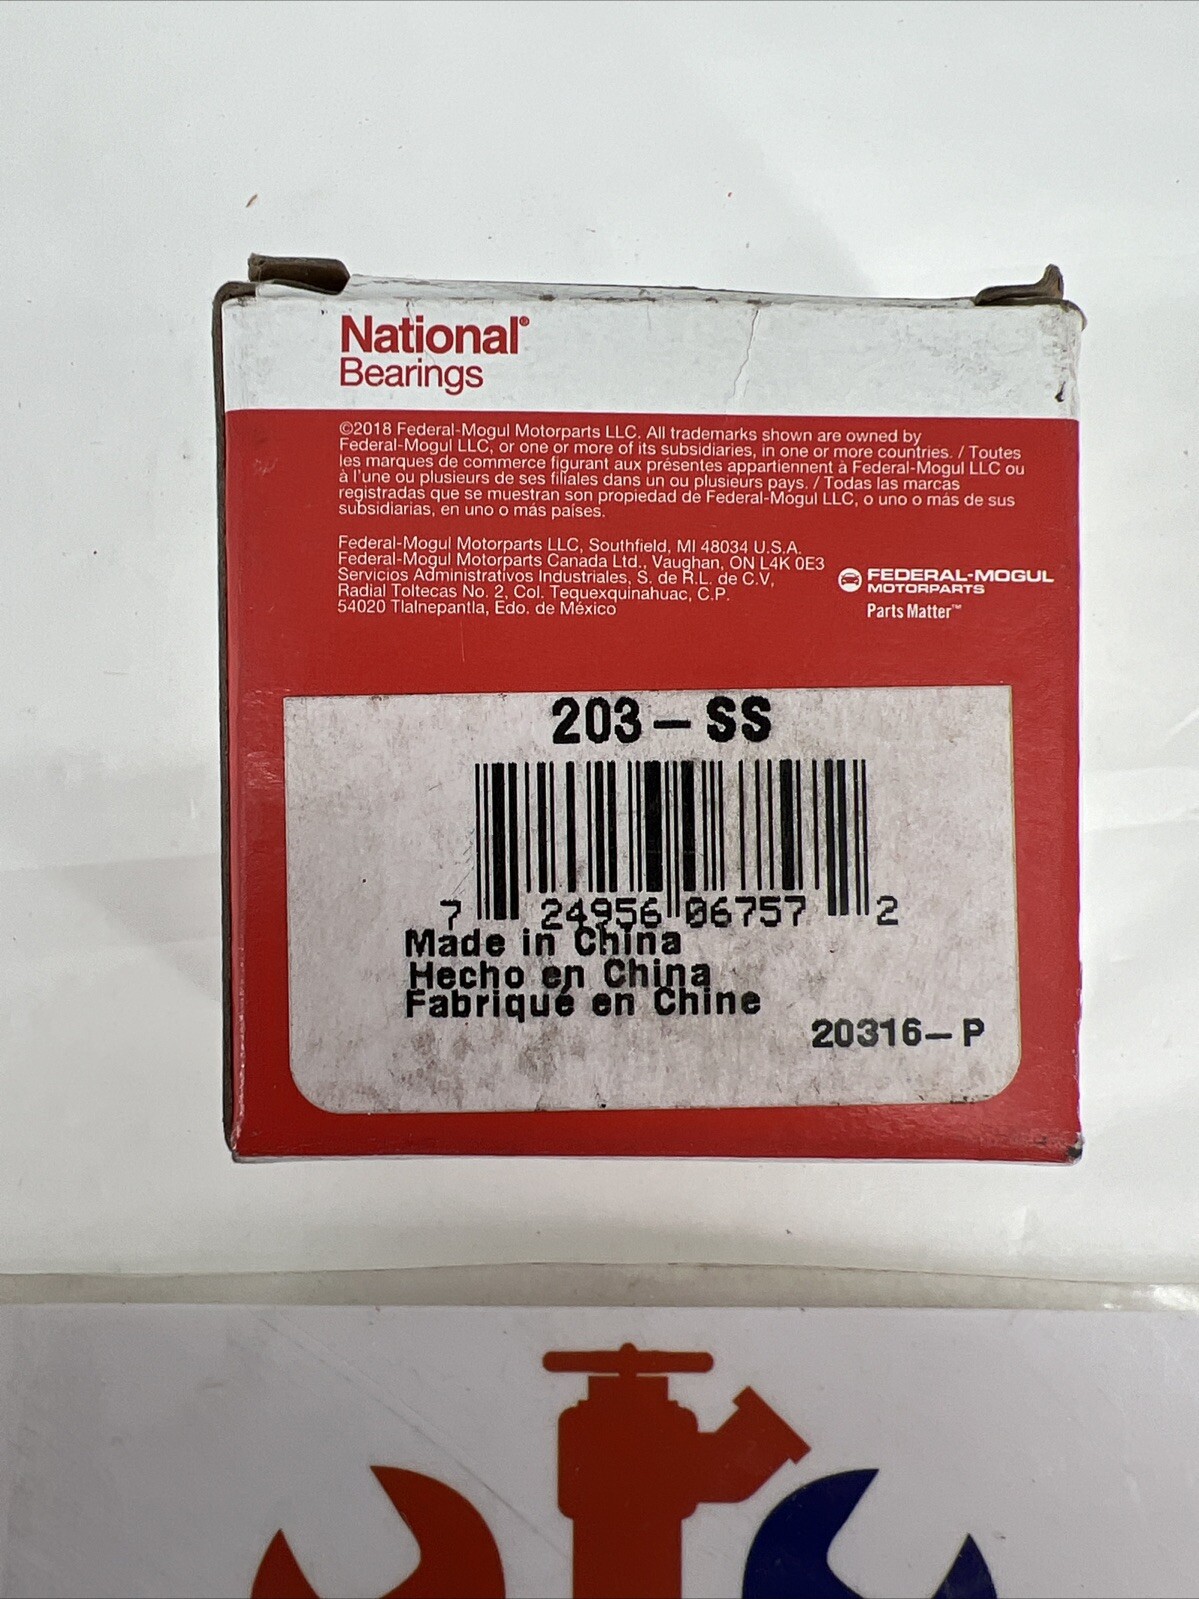 National®
Bearings
©2018 Federal-Mogul Motorparts LLC. All trademarks shown are owned by
Federal-Mogul LLC, or one or more of its subsidiaries, in one or more countries. / Toutes
les marques de commerce figurant aux présentes appartiennent à Federal-Mogul LLC ou
à l'une ou plusieurs de ses filiales dans un ou plusieurs pays. / Todas las marcas
registradas que se muestran son propiedad de Federal-Mogul LLC, o uno o más de sus
subsidiarias, en uno o más países.
Federal-Mogul Motorparts LLC, Southfield, MI 48034 U.S.A.
Federal-Mogul Motorparts Canada Ltd., Vaughan, ON L4K 0E3
Servicios Administrativos Industriales, S. de R.L. de C.V,
Radial Toltecas No. 2, Col. Tequexquinahuac, C.P.
54020 Tlalnepantla, Edo. de México
FEDERAL-MOGUL
MOTORPARTS
Parts Matter™
203-SS
7 24956 06757 2
Made in China
Hecho en China
Fabriqué en Chine
20316-P